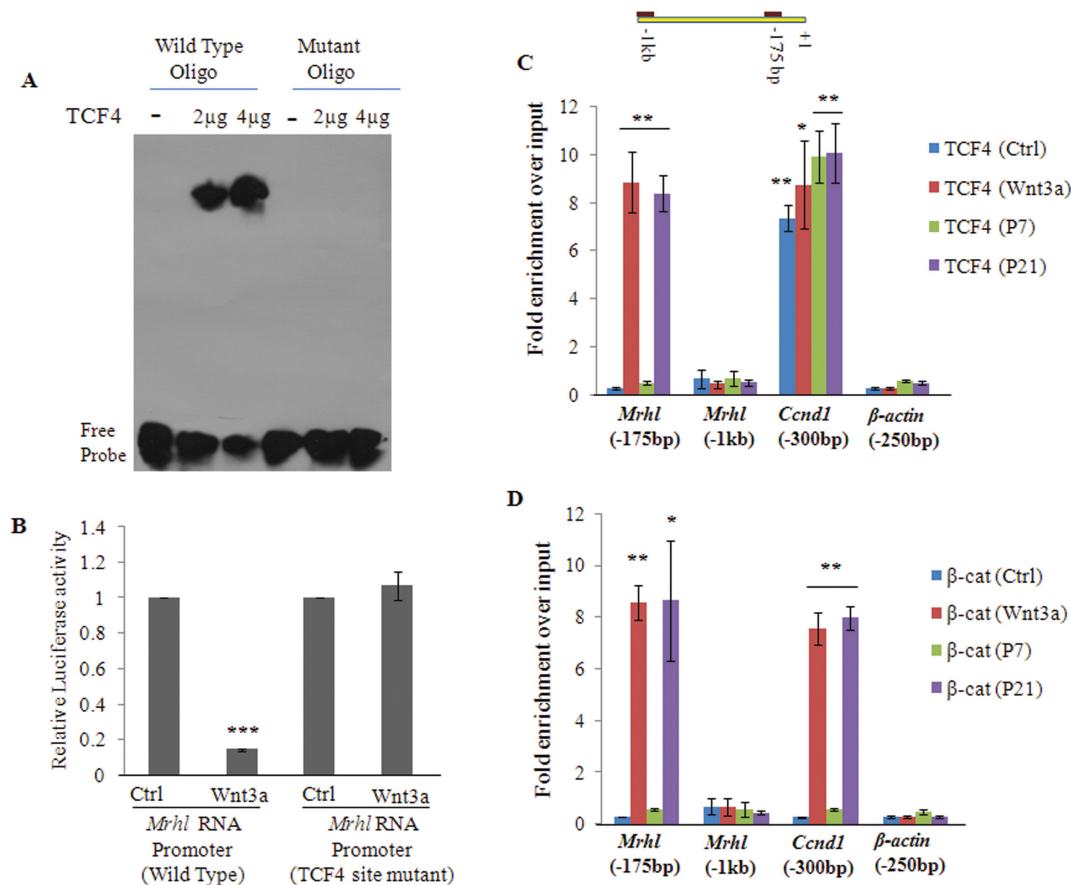 A
Wild Type
Oligo
Mutant
Oligo
TCF4 - 2µg 4µg - 2µg 4µg
Free
Probe
B
Relative Luciferase activity
1.4
1.2
1
0.8
0.6
0.4
0.2
0
***
Ctrl Wnt3a Ctrl Wnt3a
Mrhl RNA
Promoter
(Wild Type)
Mrhl RNA
Promoter
(TCF4 site mutant)
-1kb
-175 bp
+1
C
Fold enrichment over input
12
10
8
6
4
2
0
**
**
*
**
TCF4 (Ctrl)
TCF4 (Wnt3a)
TCF4 (P7)
TCF4 (P21)
Mrhl Mrhl Ccnd1 β-actin
(-175bp) (-1kb) (-300bp) (-250bp)
D
Fold enrichment over input
12
10
8
6
4
2
0
**
*
**
β-cat (Ctrl)
β-cat (Wnt3a)
β-cat (P7)
β-cat (P21)
Mrhl Mrhl Ccnd1 β-actin
(-175bp) (-1kb) (-300bp) (-250bp)